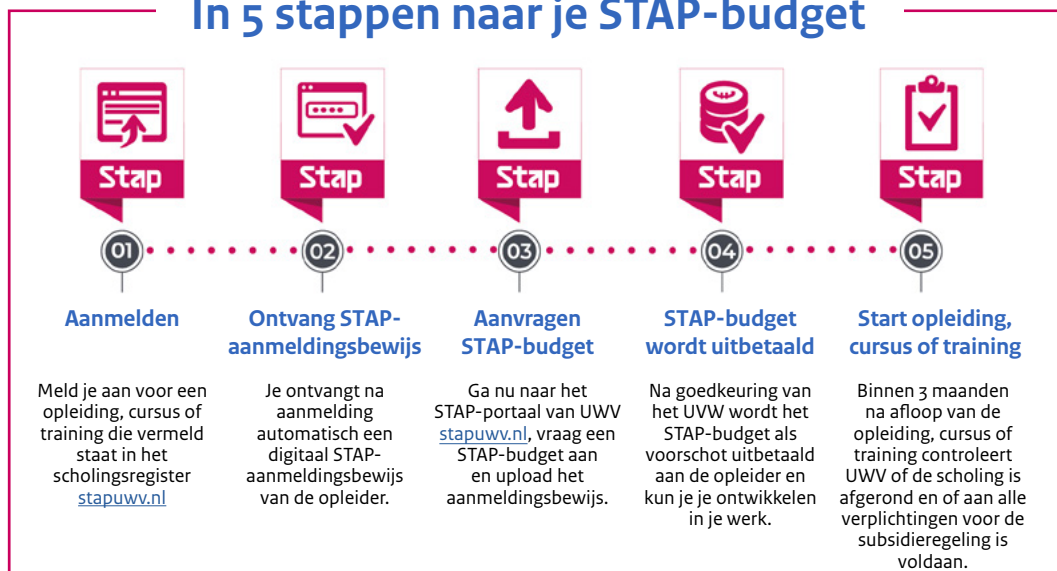 In 5 stappen naar je STAP-budget
Stap
Stap
Stap
Stap
Stap
01
02
03
04
05
Aanmelden
Meld je aan voor een
opleiding, cursus of
training die vermeld
staat in het
scholingsregister
stapuwv.nl
Ontvang STAP-
aanmeldingsbewijs
Je ontvangt na
aanmelding
automatisch een
digitaal STAP-
aanmeldingsbewijs
van de opleider.
Aanvragen
STAP-budget
Ga nu naar het
STAP-portaal van UWV
stapuwv.nl, vraag een
STAP-budget aan
en upload het
aanmeldingsbewijs.
STAP-budget
wordt uitbetaald
Na goedkeuring van
het UVW wordt het
STAP-budget als
voorschot uitbetaald
aan de opleider en
kun je je ontwikkelen
in je werk.
Start opleiding,
cursus of training
Binnen 3 maanden
na afloop van de
opleiding, cursus of
training controleert
UWV of de scholing is
afgerond en of aan alle
verplichtingen voor de
subsidieregeling is
voldaan.